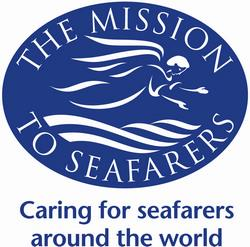 THE MISSION
TO SEAFARERS
Caring for seafarers
around the world